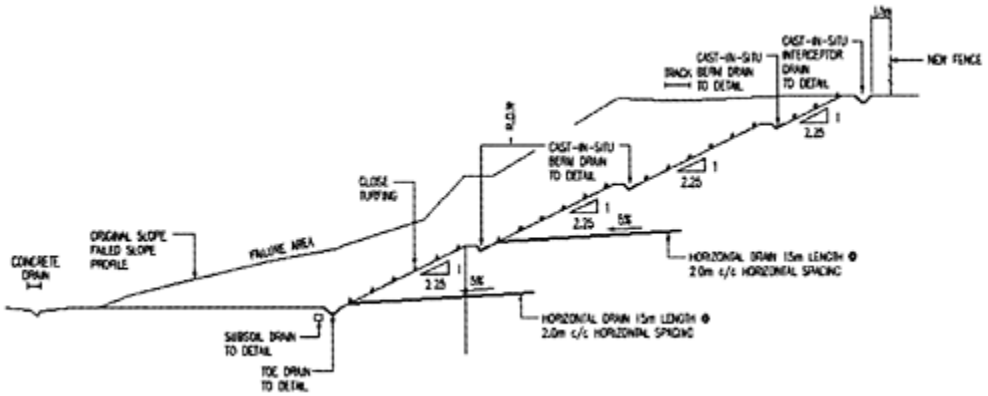 1.5m
CAST-IN-SITU
INTERCEPTOR
DRAIN
TO DETAIL
NEW FENCE
CAST-IN-SITU
BERM DRAIN
TO DETAIL
TRACK
1
2.25
R.O.W
CAST-IN-SITU
BERM DRAIN
TO DETAIL
1
2.25
CLOSE
TURFING
1
2.25
5%
ORIGINAL SLOPE
FAILED SLOPE
PROFILE
FAILURE AREA
CONCRETE
DRAIN
HORIZONTAL DRAIN 15m LENGTH @
2.0m c/c HORIZONTAL SPACING
1
2.25
5%
HORIZONTAL DRAIN 15m LENGTH @
2.0m c/c HORIZONTAL SPACING
SUBSOIL DRAIN
TO DETAIL
TOE DRAIN
TO DETAIL